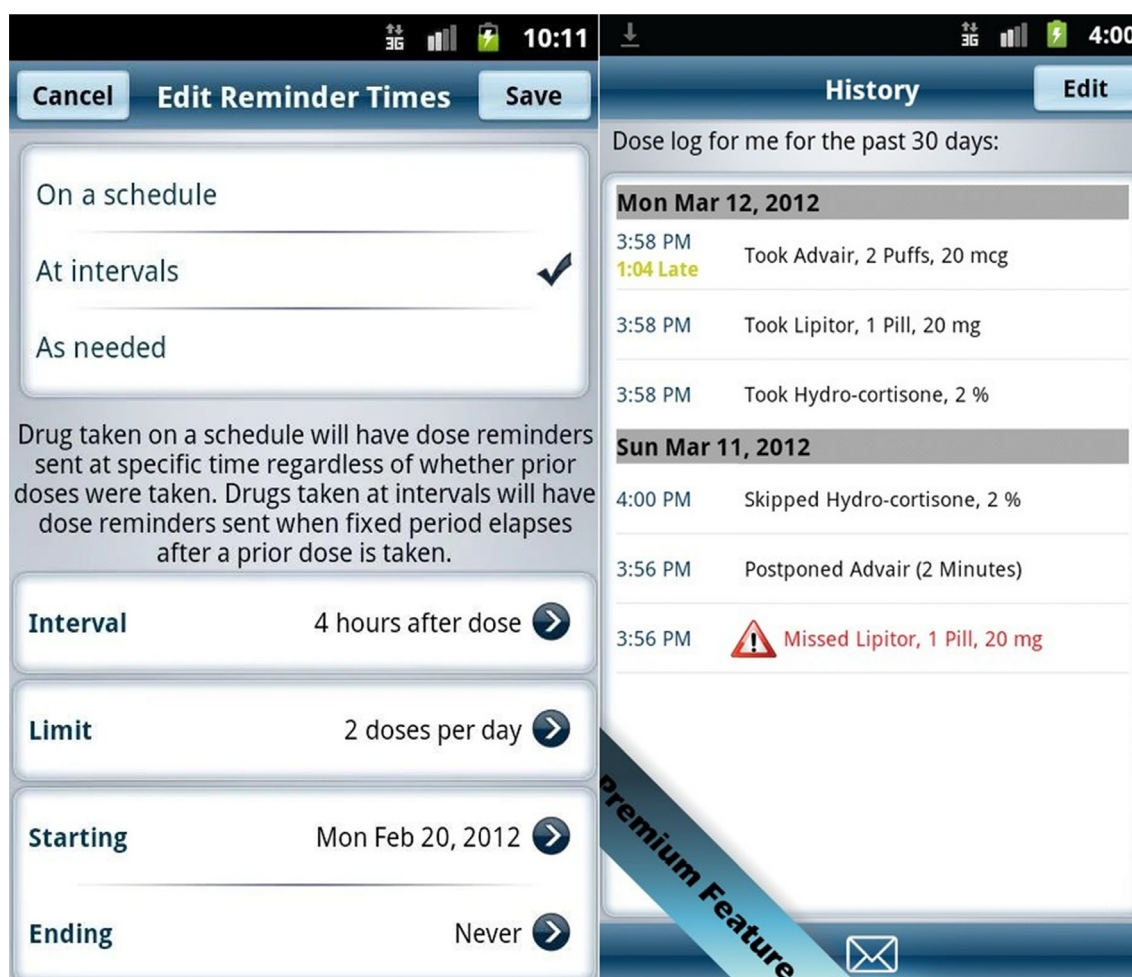 3G 10:11
Cancel Edit Reminder Times Save
On a schedule
At intervals
As needed
Drug taken on a schedule will have dose reminders
sent at specific time regardless of whether prior
doses were taken. Drugs taken at intervals will have
dose reminders sent when fixed period elapses
after a prior dose is taken.
Interval 4 hours after dose
Limit 2 doses per day
Starting Mon Feb 20, 2012
Ending Never
3G 4:00
History Edit
Dose log for me for the past 30 days:
Mon Mar 12, 2012
3:58 PM Took Advair, 2 Puffs, 20 mcg
1:04 Late
3:58 PM Took Lipitor, 1 Pill, 20 mg
3:58 PM Took Hydro-cortisone, 2 %
Sun Mar 11, 2012
4:00 PM Skipped Hydro-cortisone, 2 %
3:56 PM Postponed Advair (2 Minutes)
3:56 PM Missed Lipitor, 1 Pill, 20 mg
Premium Feature